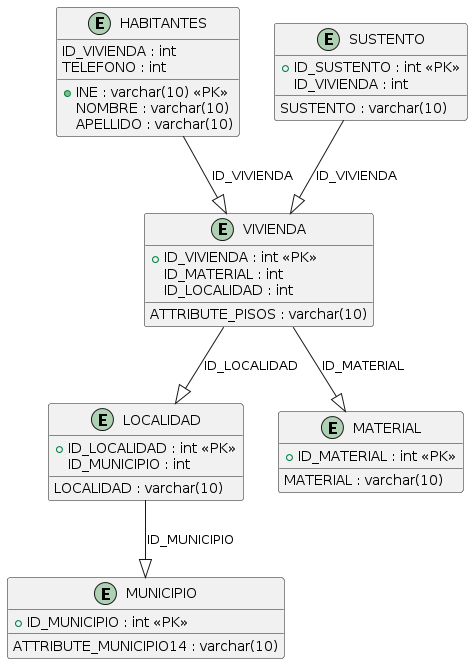 E HABITANTES
ID_VIVIENDA : int
TELEFONO : int
INE : varchar(10) «PK»
NOMBRE : varchar(10)
APELLIDO : varchar(10)
E SUSTENTO
ID_SUSTENTO : int «PK»
ID_VIVIENDA : int
SUSTENTO : varchar(10)
ID_VIVIENDA
ID_VIVIENDA
E VIVIENDA
ID_VIVIENDA : int «PK»
ID_MATERIAL : int
ID_LOCALIDAD : int
ATTRIBUTE_PISOS : varchar(10)
ID_LOCALIDAD
ID_MATERIAL
E LOCALIDAD
ID_LOCALIDAD : int «PK»
ID_MUNICIPIO : int
LOCALIDAD : varchar(10)
E MATERIAL
ID_MATERIAL : int «PK»
MATERIAL : varchar(10)
ID_MUNICIPIO
E MUNICIPIO
ID_MUNICIPIO : int «PK»
ATTRIBUTE_MUNICIPIO14 : varchar(10)